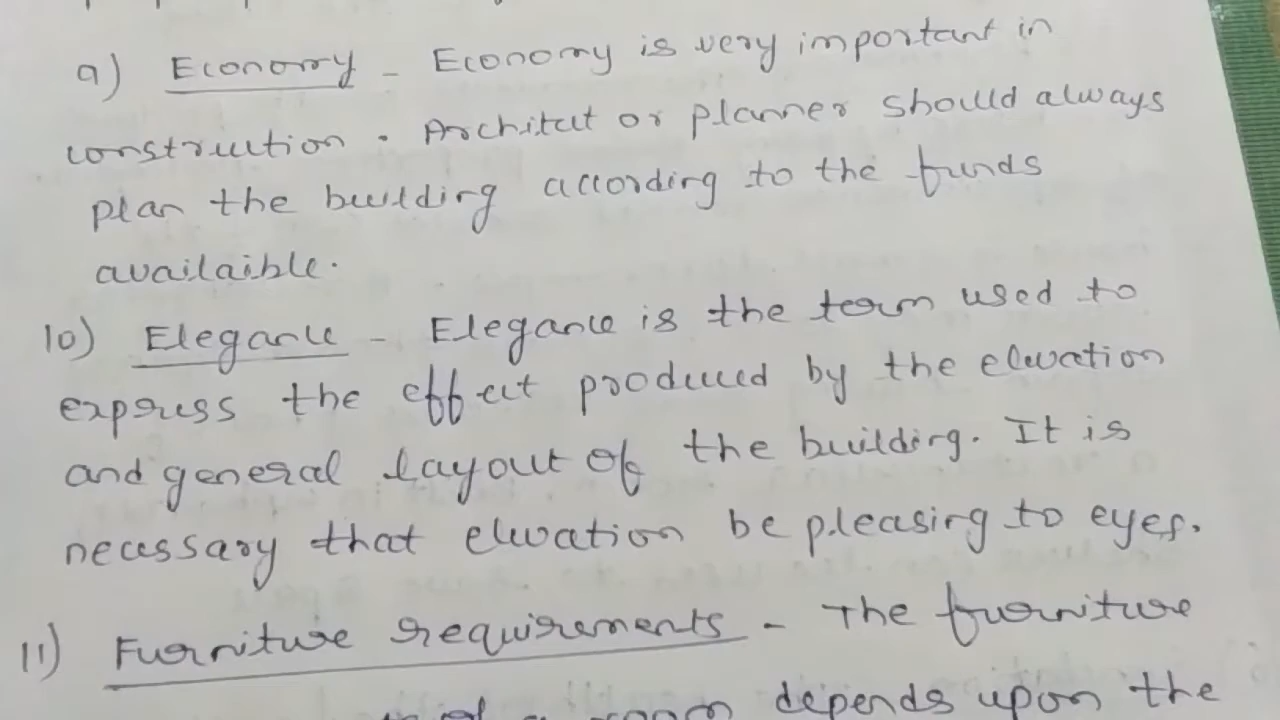 9) Economy - Economy is very important in
construction. Architect or planner should always
plan the building according to the funds
availaible.
10) Elegance - Elegance is the term used to
express the effect produced by the elevation
and general layout of the building. It is
necessary that elevation be pleasing to eyes.
11) Furniture requirements - The furniture
of a room depends upon the